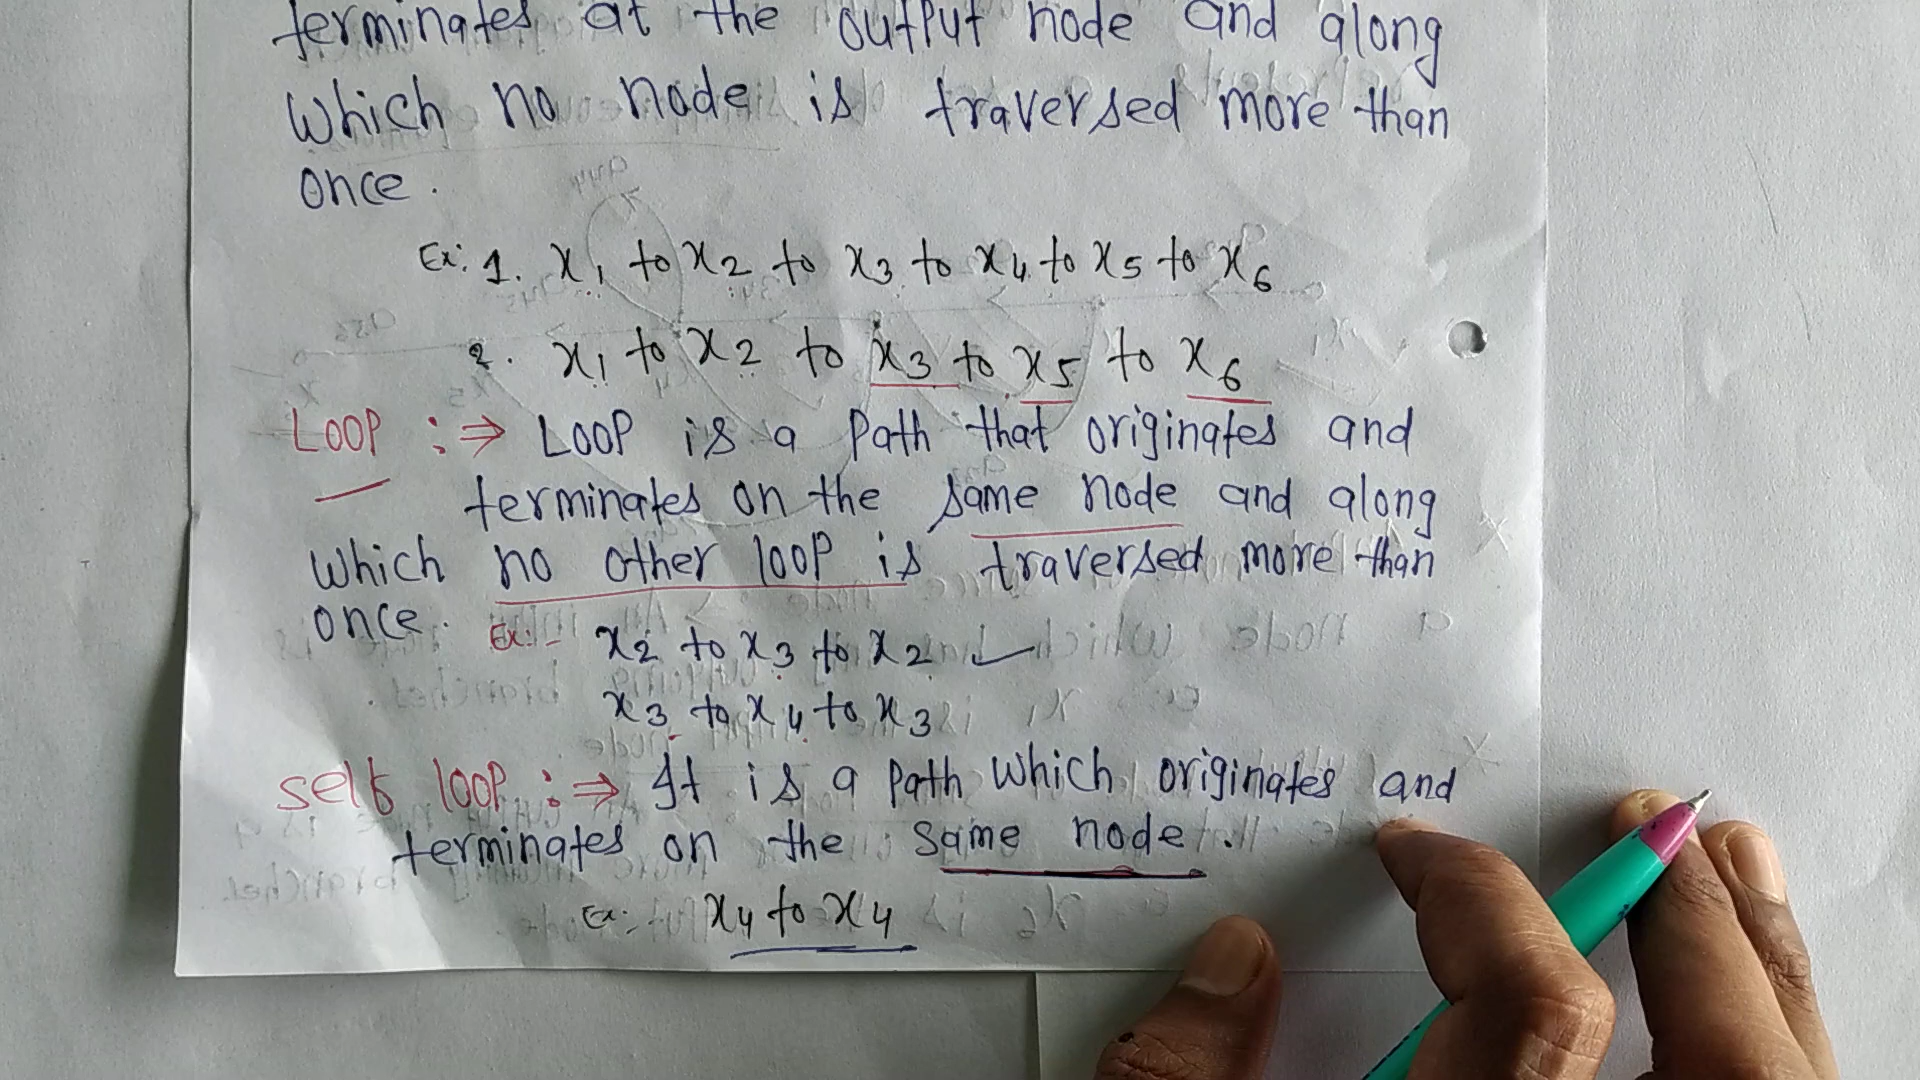 terminates at the output node and along
which no node is traversed more than
once.
Ex: 1. x1 to x2 to x3 to x4 to x5 to x6
2. x1 to x2 to x3 to x5 to x6
LOOP :⇒ LOOP is a path that originates and
terminates on the same node and along
which no other loop is traversed more than
once.
Ex:- x2 to x3 to x2 ✓
x3 to x4 to x3
self loop :⇒ It is a path which originates and
terminates on the same node.
Ex:- x4 to x4